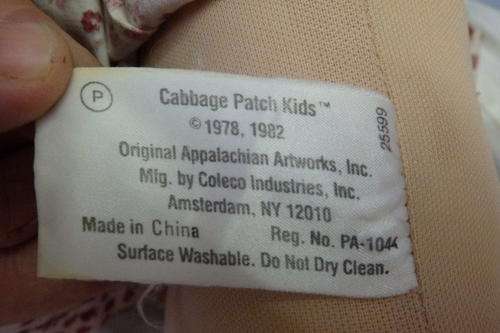 P
Cabbage Patch Kids™
© 1978, 1982
Original Appalachian Artworks, Inc.
Mfg. by Coleco Industries, Inc.
Amsterdam, NY 12010
Made in China Reg. No. PA-1044
Surface Washable. Do Not Dry Clean.
25599